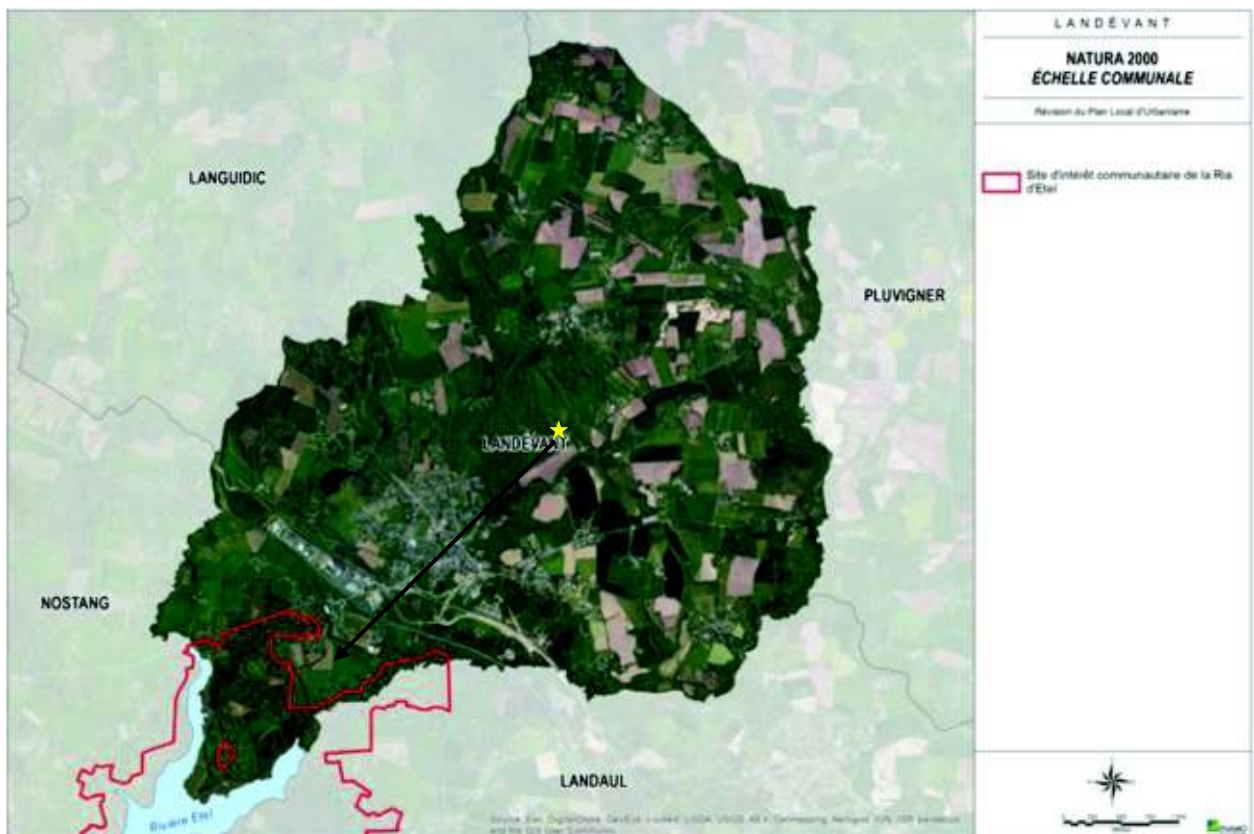 LANDÉVANT
NATURA 2000
ÉCHELLE COMMUNALE
Révision du Plan Local d'Urbanisme
Site d'intérêt communautaire de la Ria
d'Etel
LANGUIDIC
PLUVIGNER
LANDÉVANT
NOSTANG
LANDAUL
Rivière Etel